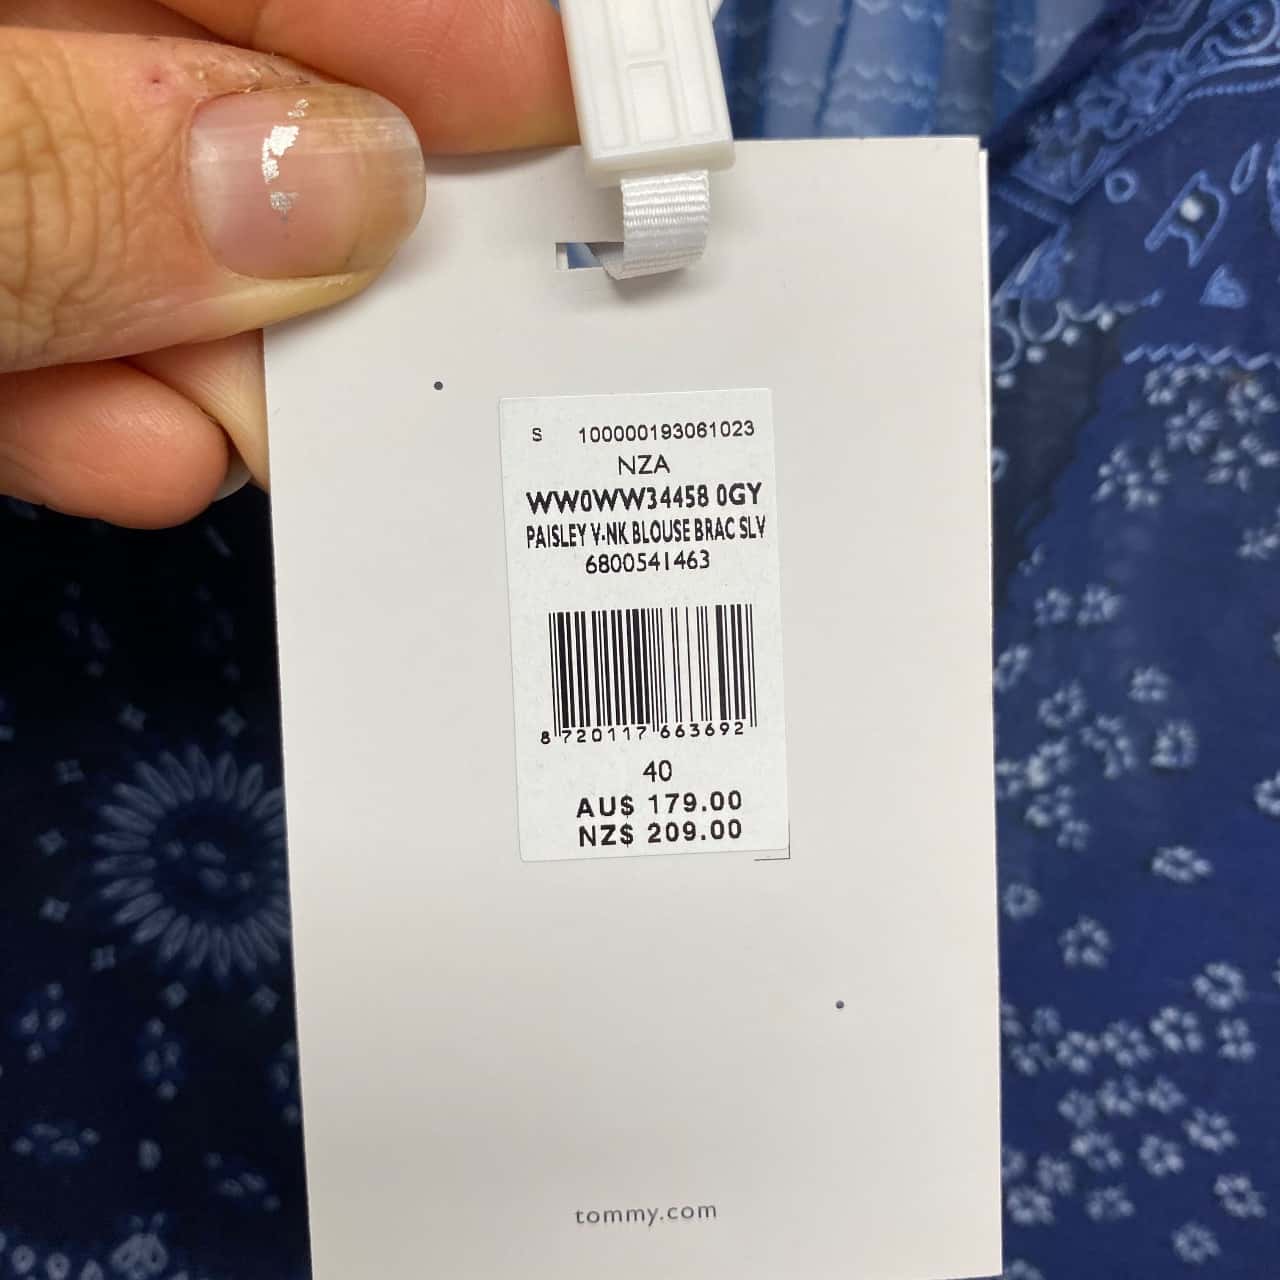 S 100000193061023
NZA
WW0WW34458 0GY
PAISLEY V-NK BLOUSE BRAC SLV
6800541463
8 720117 663692
40
AU$ 179.00
NZ$ 209.00
tommy.com